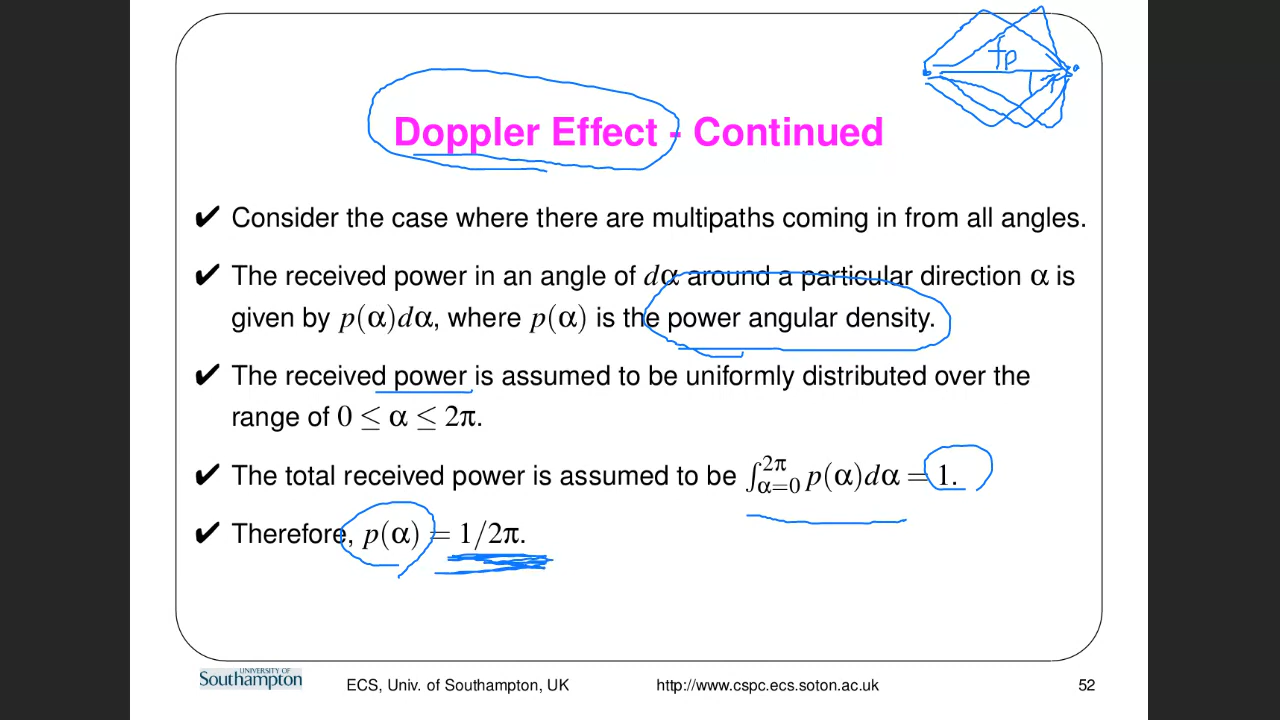 fp
Doppler Effect - Continued
✔ Consider the case where there are multipaths coming in from all angles.
✔ The received power in an angle of dα around a particular direction α is
given by p(α)dα, where p(α) is the power angular density.
✔ The received power is assumed to be uniformly distributed over the
range of 0 ≤ α ≤ 2π.
✔ The total received power is assumed to be ∫_{α=0}^{2π} p(α)dα = 1.
✔ Therefore, p(α) = 1/2π.
UNIVERSITY OF
Southampton
ECS, Univ. of Southampton, UK http://www.cspc.ecs.soton.ac.uk 52